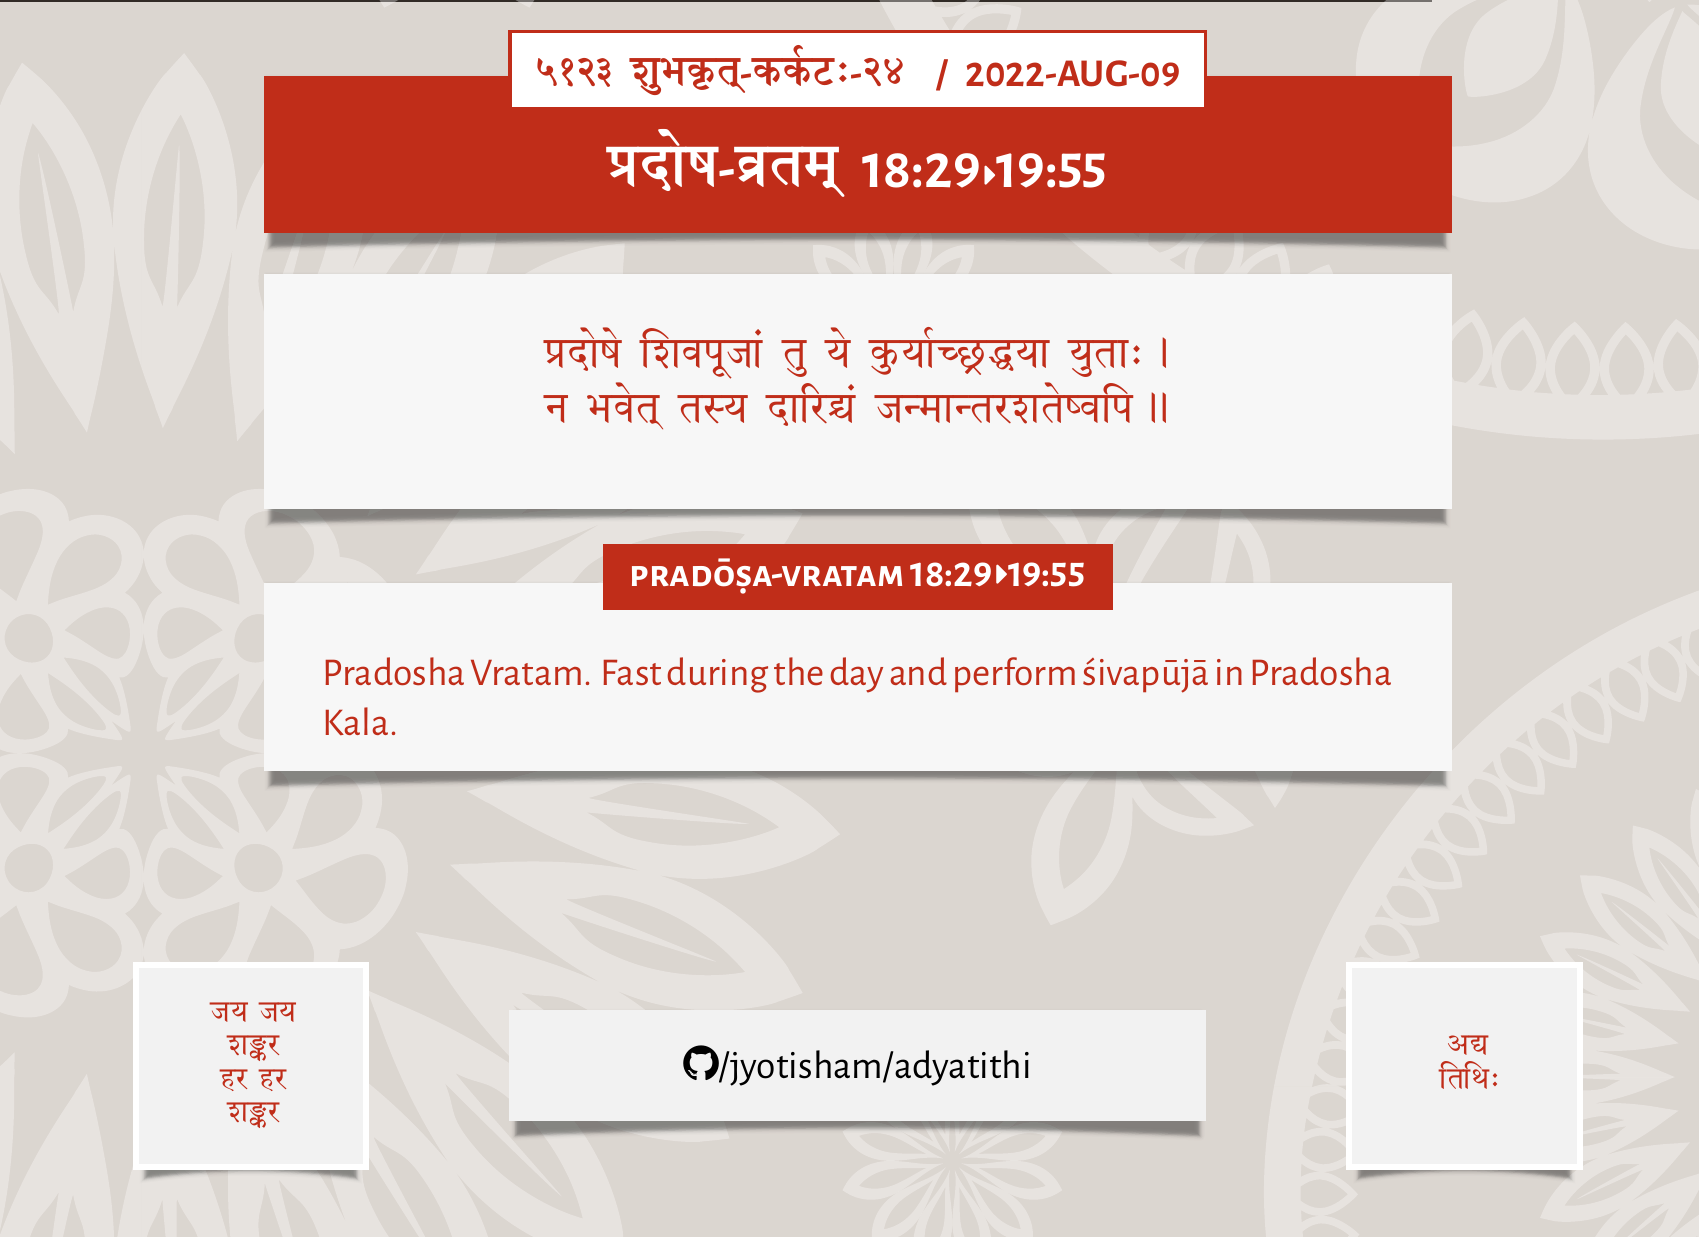 ५१२३ शुभकृत्-कर्कटः-२४ / 2022-AUG-09
प्रदोष-व्रतम् 18:29▸19:55
प्रदोषे शिवपूजां तु ये कुर्याच्छ्रद्धया युताः ।
न भवेत् तस्य दारिद्र्यं जन्मान्तरशतेष्वपि ॥
PRADŌṢA-VRATAM 18:29▸19:55
Pradosha Vratam. Fast during the day and perform śivapūjā in Pradosha
Kala.
जय जय
शङ्कर
हर हर
शङ्कर
/jyotisham/adyatithi
अद्य
तिथिः